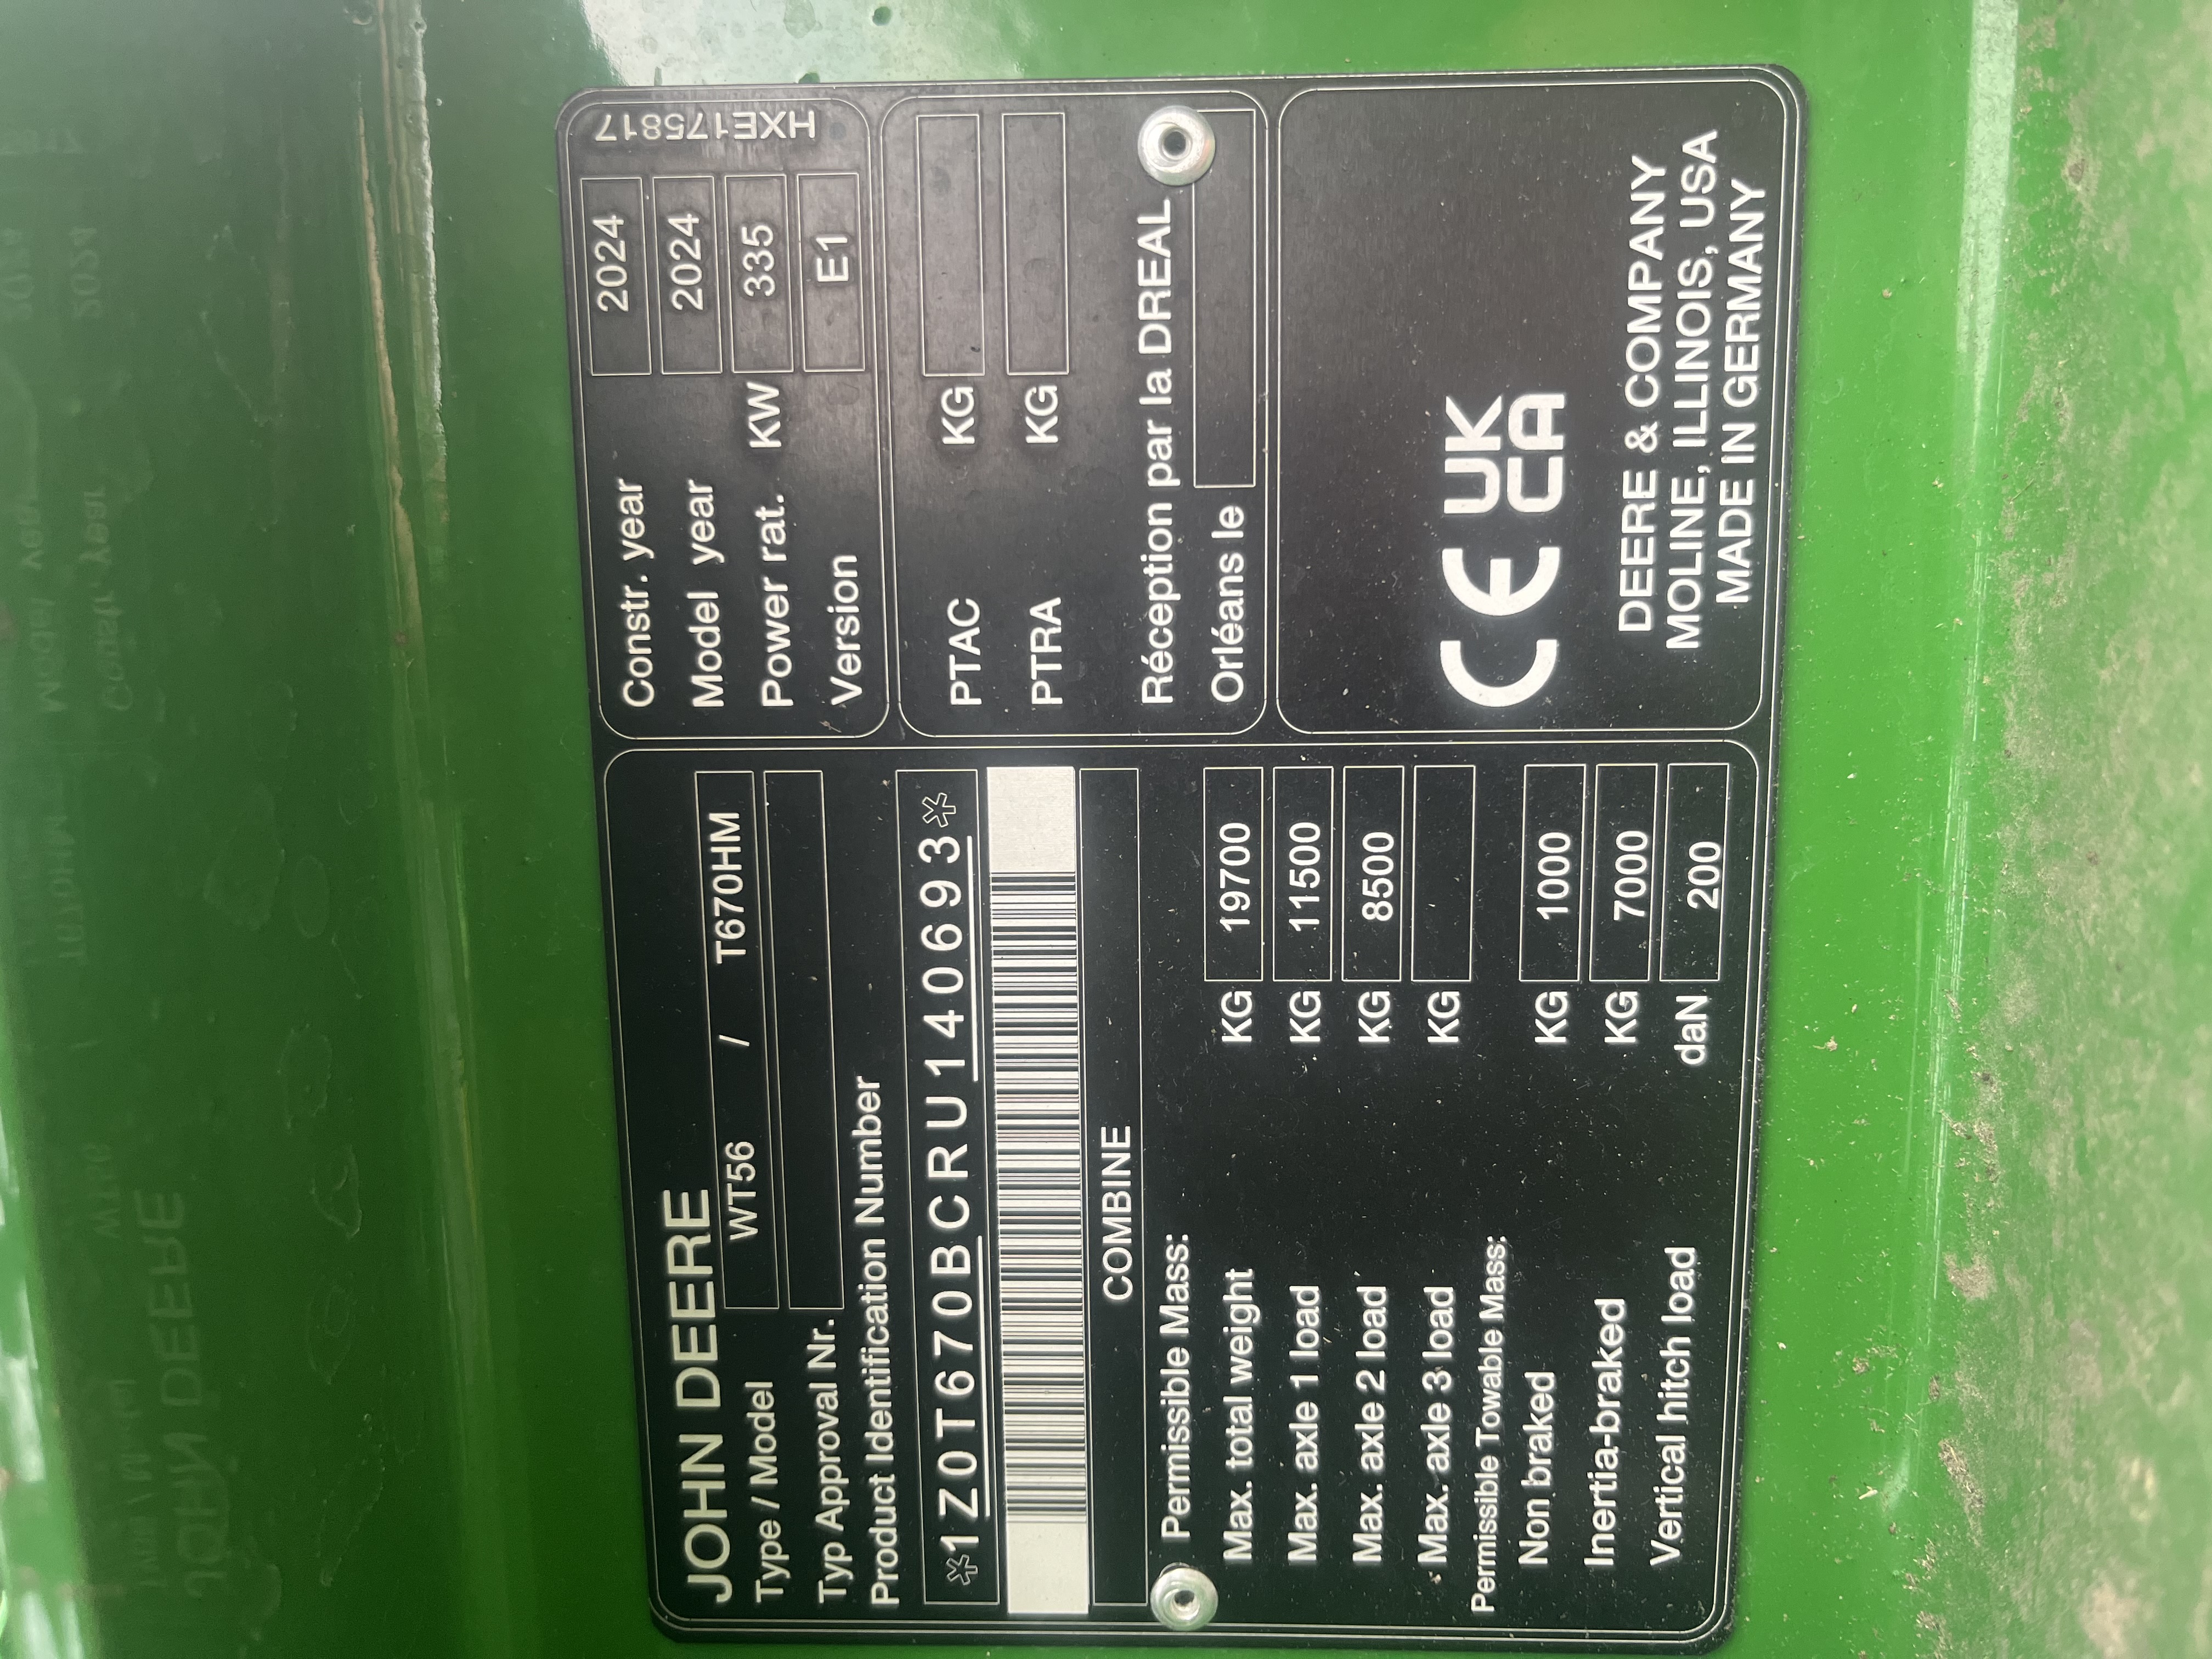 JOHN DEERE
Type / Model WT56 / T670HM
Typ Approval Nr.
Product Identification Number
*1Z0T670BCRU140693*
COMBINE
Permissible Mass:
Max. total weight KG 19700
Max. axle 1 load KG 11500
Max. axle 2 load KG 8500
Max. axle 3 load KG
Permissible Towable Mass:
Non braked KG 1000
Inertia-braked KG 7000
Vertical hitch load daN 200
Constr. year 2024
Model year 2024
Power rat. KW 335
Version E1
HXE175817
PTAC KG
PTRA KG
Réception par la DREAL
Orléans le
CE UK
CA
DEERE & COMPANY
MOLINE, ILLINOIS, USA
MADE IN GERMANY